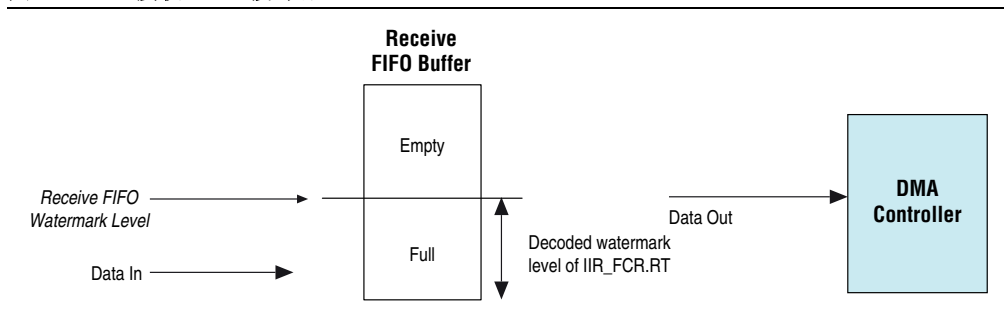 Receive
FIFO Buffer
Empty
Receive FIFO
Watermark Level
DMA
Controller
Data Out
Full
Decoded watermark
level of IIR_FCR.RT
Data In